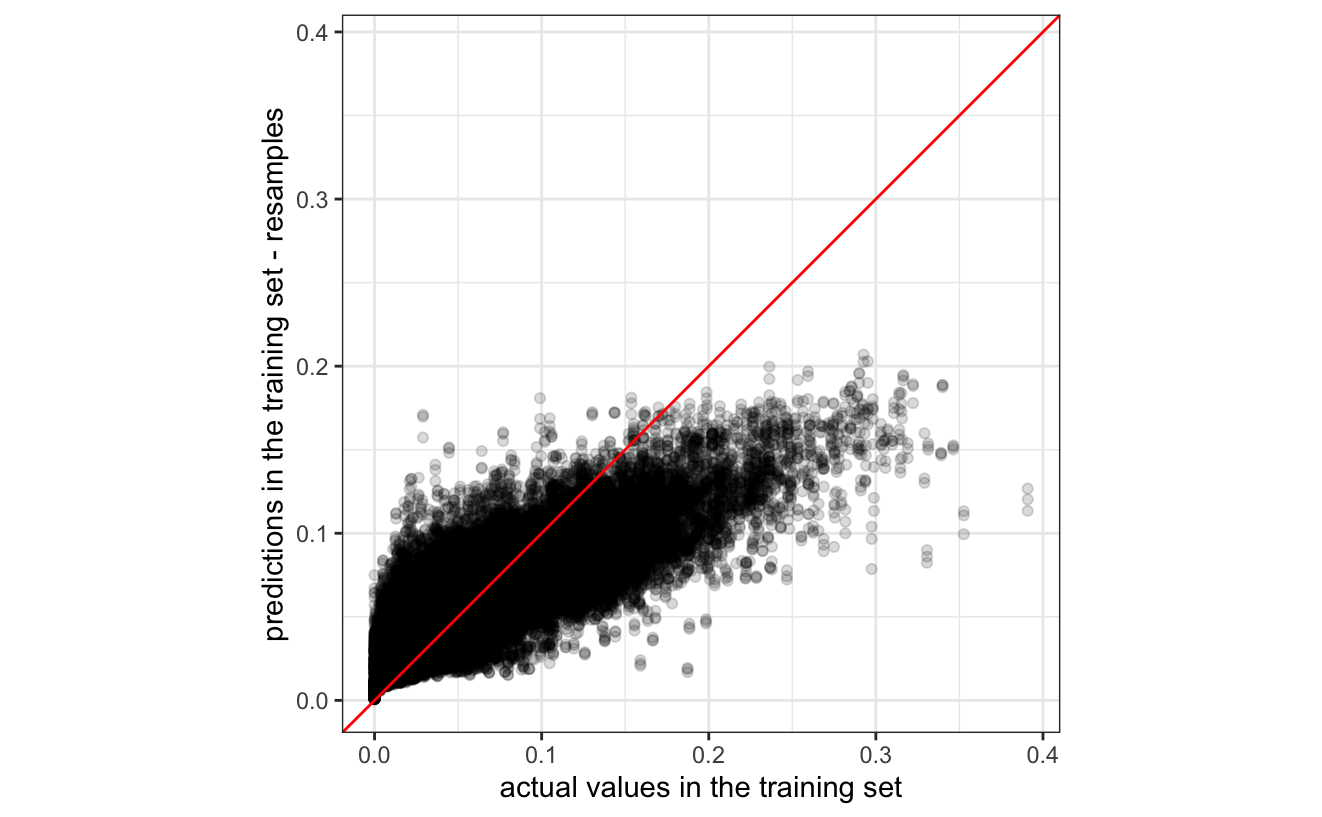 0.4
0.3
0.2
0.1
0.0
predictions in the training set - resamples
0.0 0.1 0.2 0.3 0.4
actual values in the training set